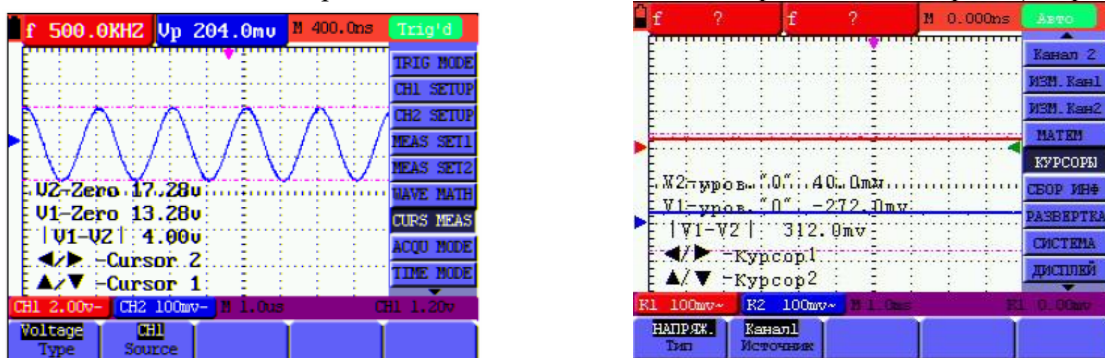 f 500.0KHZ Vp 204.0mv M 400.0ns Trig'd
TRIG MODE
CH1 SETUP
CH2 SETUP
MEAS SET1
MEAS SET2
V2-Zero 17.28v WAVE MATH
V1-Zero 13.28v CURS MEAS
|V1-V2| 4.00v
◄/► -Cursor 2 ACQU MODE
▲/▼ -Cursor 1 TIME MODE
CH1 2.00v~ CH2 100mv~ M 1.0us CH1 1.20v
Voltage CH1
Type Source
f ? f ? M 0.000ns Авто
Канал 2
ИЗМ. Кан1
ИЗМ. Кан2
МАТЕМ
КУРСОРЫ
V2-уров."0" 40.0mv СБОР ИНФ
V1-уров."0" -272.0mv РАЗВЕРТКА
|V1-V2| 312.0mv
◄/► -Курсор1 СИСТЕМА
▲/▼ -Курсор2 ДИСПЛЕЙ
К1 100mv~ К2 100mv~ M 1.0ms К1 0.00mv
НАПРЯЖ. Канал1
Тип Источник